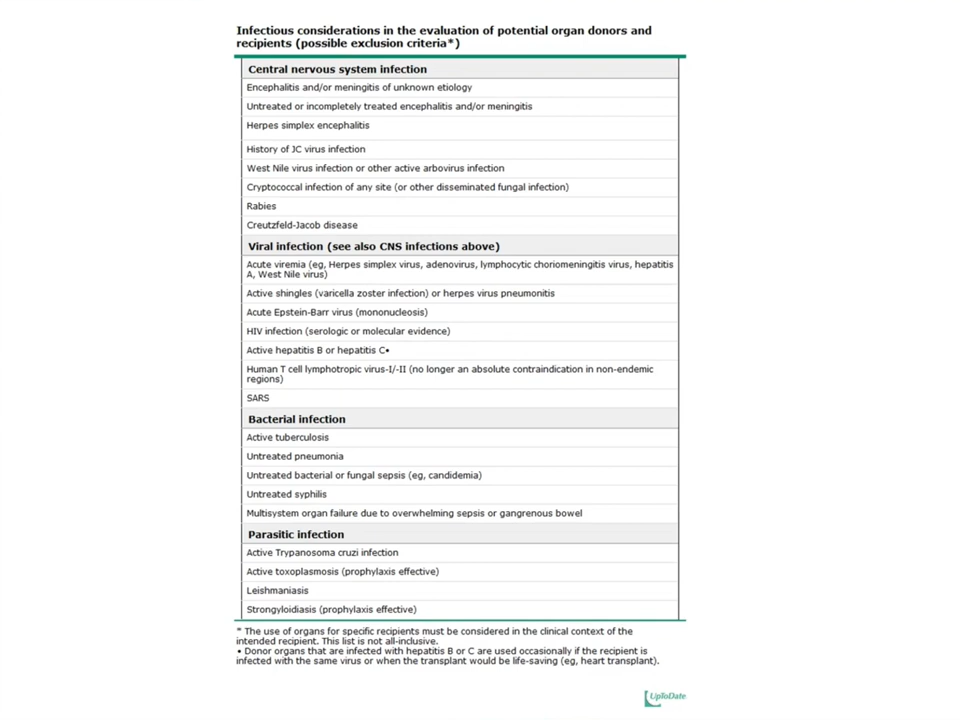 Infectious considerations in the evaluation of potential organ donors and
recipients (possible exclusion criteria*)
Central nervous system infection
Encephalitis and/or meningitis of unknown etiology
Untreated or incompletely treated encephalitis and/or meningitis
Herpes simplex encephalitis
History of JC virus infection
West Nile virus infection or other active arbovirus infection
Cryptococcal infection of any site (or other disseminated fungal infection)
Rabies
Creutzfeld-Jacob disease
Viral infection (see also CNS infections above)
Acute viremia (eg, Herpes simplex virus, adenovirus, lymphocytic choriomeningitis virus, hepatitis
A, West Nile virus)
Active shingles (varicella zoster infection) or herpes virus pneumonitis
Acute Epstein-Barr virus (mononucleosis)
HIV infection (serologic or molecular evidence)
Active hepatitis B or hepatitis C•
Human T cell lymphotropic virus-I/-II (no longer an absolute contraindication in non-endemic
regions)
SARS
Bacterial infection
Active tuberculosis
Untreated pneumonia
Untreated bacterial or fungal sepsis (eg, candidemia)
Untreated syphilis
Multisystem organ failure due to overwhelming sepsis or gangrenous bowel
Parasitic infection
Active Trypanosoma cruzi infection
Active toxoplasmosis (prophylaxis effective)
Leishmaniasis
Strongyloidiasis (prophylaxis effective)
* The use of organs for specific recipients must be considered in the clinical context of the
intended recipient. This list is not all-inclusive.
• Donor organs that are infected with hepatitis B or C are used occasionally if the recipient is
infected with the same virus or when the transplant would be life-saving (eg, heart transplant).
UpToDate